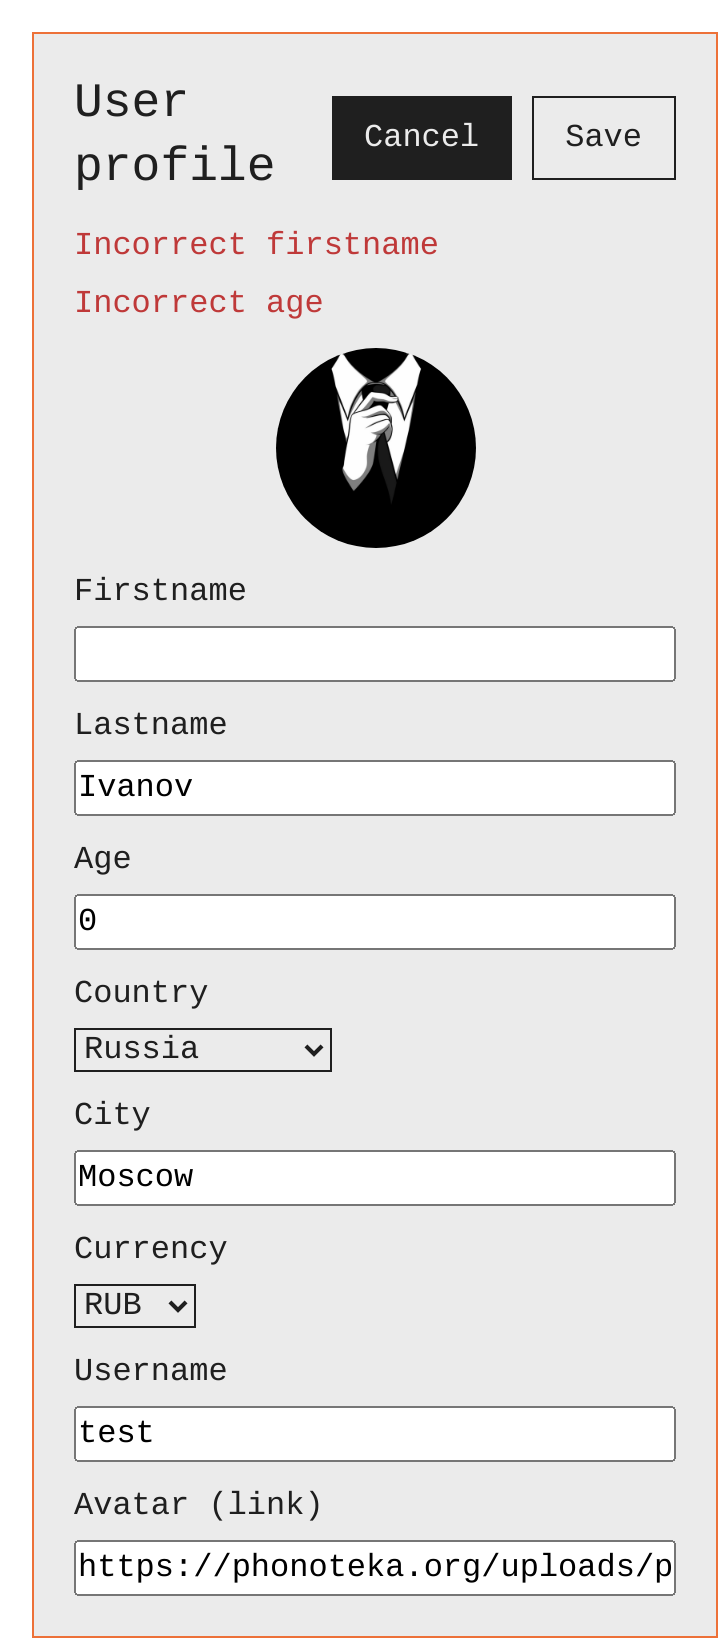 User
profile
Cancel
Save
Incorrect firstname
Incorrect age
Firstname
Lastname
Ivanov
Age
0
Country
Russia
City
Moscow
Currency
RUB
Username
test
Avatar (link)
https://phonoteka.org/uploads/p